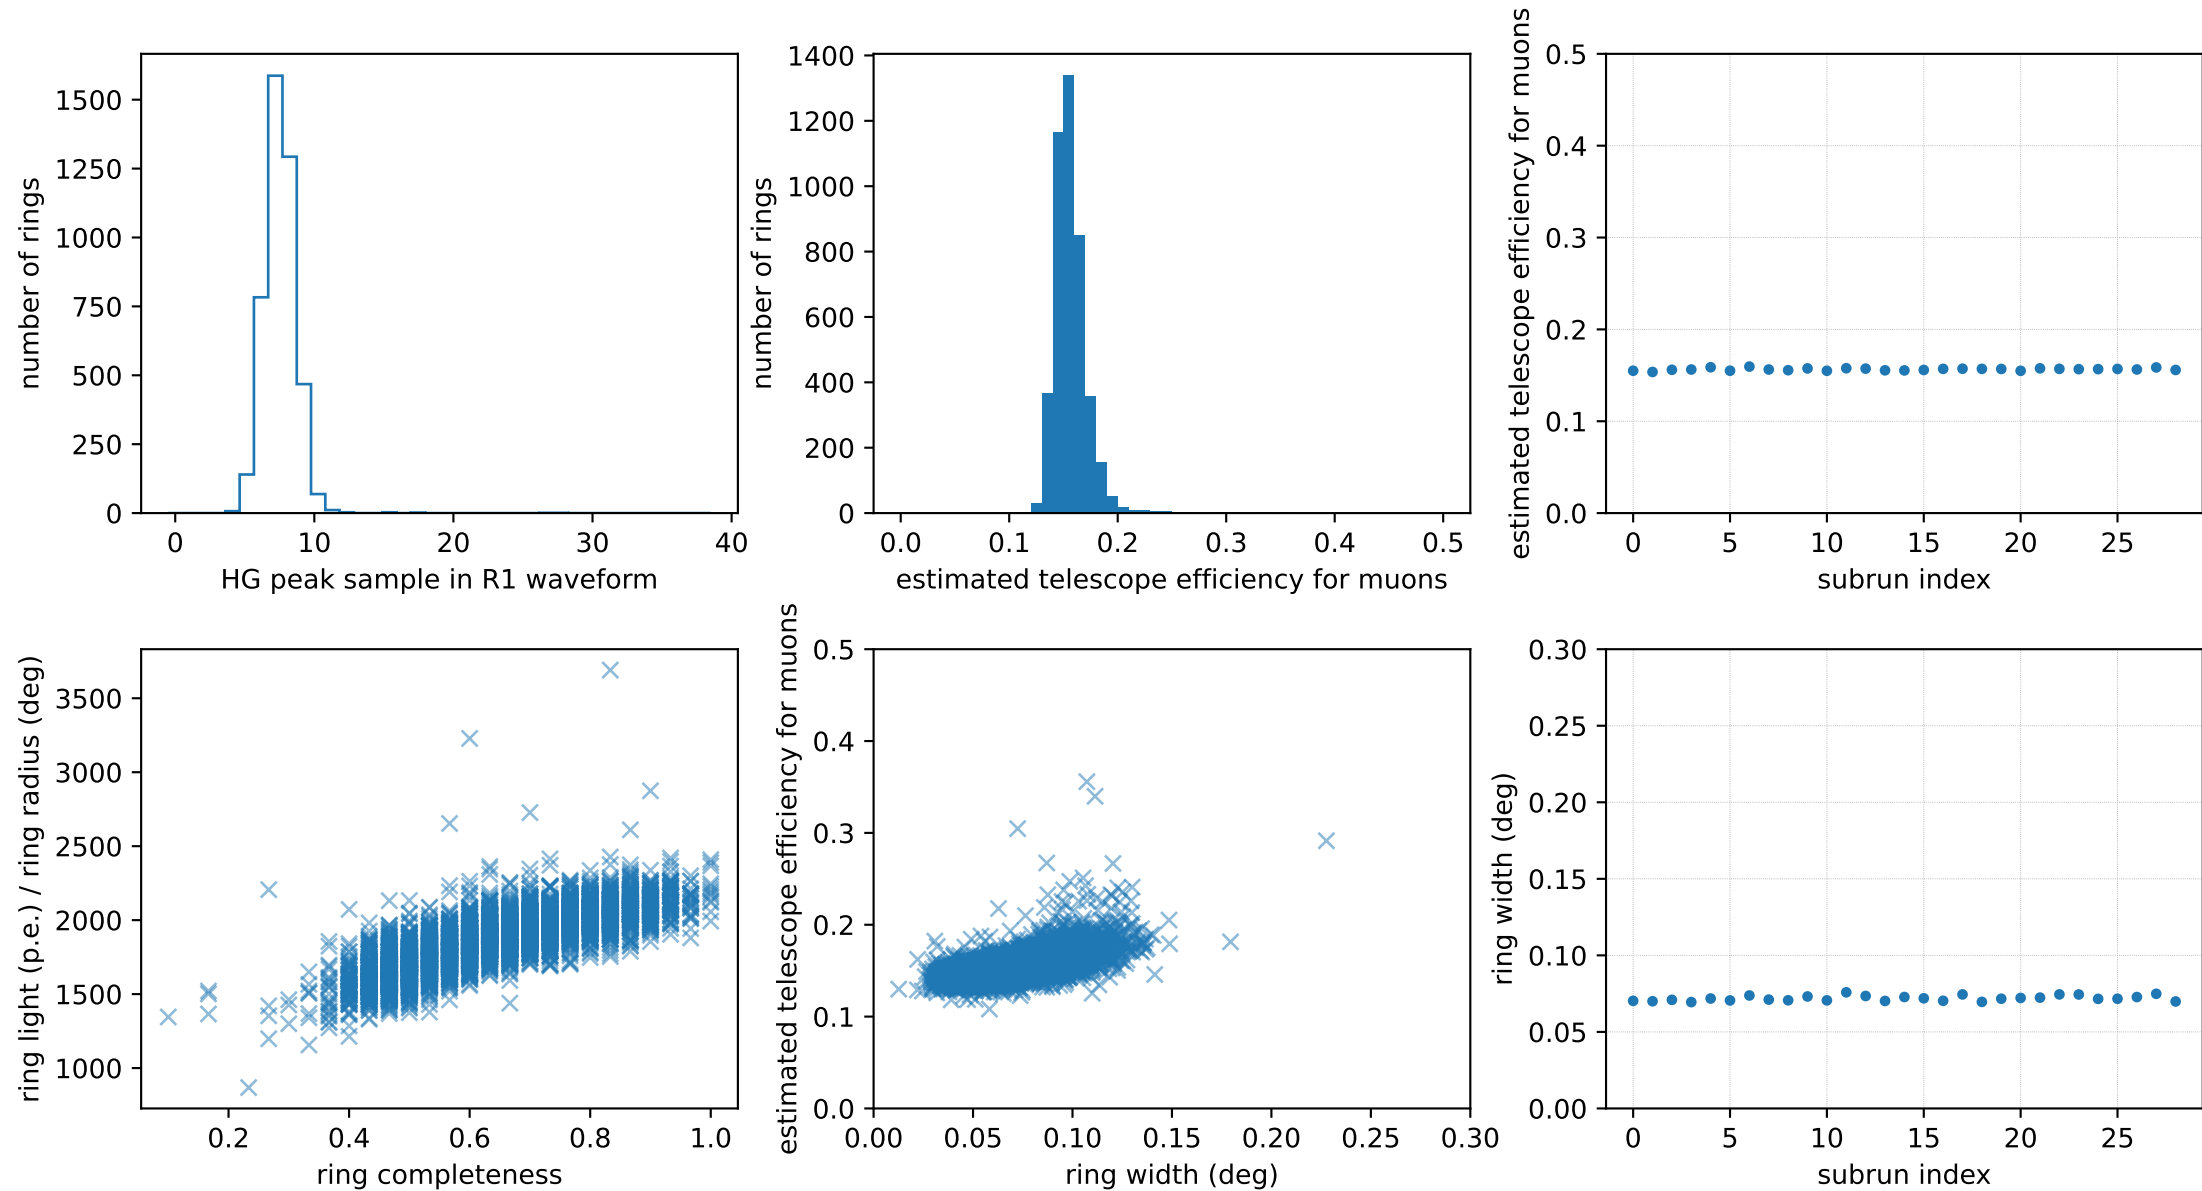 number of rings
1500
1250
1000
750
500
250
0
0 10 20 30 40
HG peak sample in R1 waveform
number of rings
1400
1200
1000
800
600
400
200
0
0.0 0.1 0.2 0.3 0.4 0.5
estimated telescope efficiency for muons
estimated telescope efficiency for muons
0.5
0.4
0.3
0.2
0.1
0.0
0 5 10 15 20 25
subrun index
ring light (p.e.) / ring radius (deg)
3500
3000
2500
2000
1500
1000
0.2 0.4 0.6 0.8 1.0
ring completeness
estimated telescope efficiency for muons
0.5
0.4
0.3
0.2
0.1
0.0
0.00 0.05 0.10 0.15 0.20 0.25 0.30
ring width (deg)
ring width (deg)
0.30
0.25
0.20
0.15
0.10
0.05
0.00
0 5 10 15 20 25
subrun index